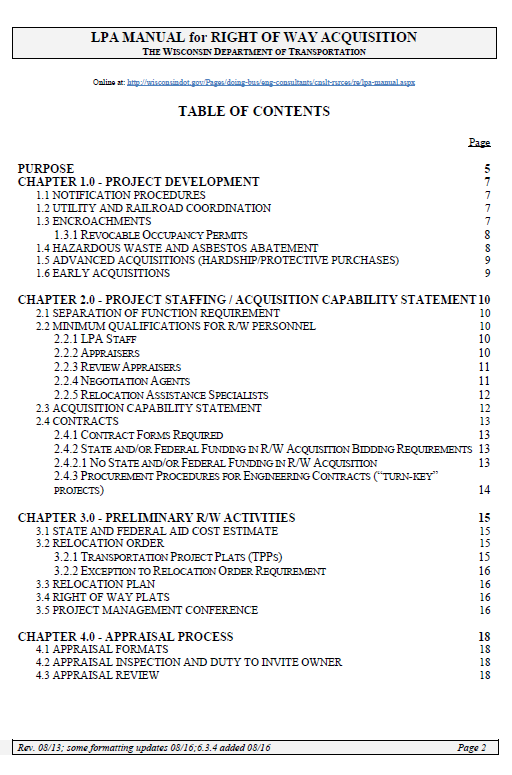 LPA MANUAL for RIGHT OF WAY ACQUISITION
THE WISCONSIN DEPARTMENT OF TRANSPORTATION
Online at: http://wisconsindot.gov/Pages/doing-bus/eng-consultants/cnslt-rsrces/re/lpa-manual.aspx
TABLE OF CONTENTS
Page
PURPOSE 5
CHAPTER 1.0 - PROJECT DEVELOPMENT 7
1.1 NOTIFICATION PROCEDURES 7
1.2 UTILITY AND RAILROAD COORDINATION 7
1.3 ENCROACHMENTS 7
1.3.1 REVOCABLE OCCUPANCY PERMITS 8
1.4 HAZARDOUS WASTE AND ASBESTOS ABATEMENT 8
1.5 ADVANCED ACQUISITIONS (HARDSHIP/PROTECTIVE PURCHASES) 9
1.6 EARLY ACQUISITIONS 9
CHAPTER 2.0 - PROJECT STAFFING / ACQUISITION CAPABILITY STATEMENT 10
2.1 SEPARATION OF FUNCTION REQUIREMENT 10
2.2 MINIMUM QUALIFICATIONS FOR R/W PERSONNEL 10
2.2.1 LPA STAFF 10
2.2.2 APPRAISERS 10
2.2.3 REVIEW APPRAISERS 11
2.2.4 NEGOTIATION AGENTS 11
2.2.5 RELOCATION ASSISTANCE SPECIALISTS 12
2.3 ACQUISITION CAPABILITY STATEMENT 12
2.4 CONTRACTS 13
2.4.1 CONTRACT FORMS REQUIRED 13
2.4.2 STATE AND/OR FEDERAL FUNDING IN R/W ACQUISITION BIDDING REQUIREMENTS 13
2.4.2.1 NO STATE AND/OR FEDERAL FUNDING IN R/W ACQUISITION 13
2.4.3 PROCUREMENT PROCEDURES FOR ENGINEERING CONTRACTS (“TURN-KEY”
PROJECTS) 14
CHAPTER 3.0 - PRELIMINARY R/W ACTIVITIES 15
3.1 STATE AND FEDERAL AID COST ESTIMATE 15
3.2 RELOCATION ORDER 15
3.2.1 TRANSPORTATION PROJECT PLATS (TPPS) 15
3.2.2 EXCEPTION TO RELOCATION ORDER REQUIREMENT 16
3.3 RELOCATION PLAN 16
3.4 RIGHT OF WAY PLATS 16
3.5 PROJECT MANAGEMENT CONFERENCE 16
CHAPTER 4.0 - APPRAISAL PROCESS 18
4.1 APPRAISAL FORMATS 18
4.2 APPRAISAL INSPECTION AND DUTY TO INVITE OWNER 18
4.3 APPRAISAL REVIEW 18
Rev. 08/13; some formatting updates 08/16;6.3.4 added 08/16 Page 2